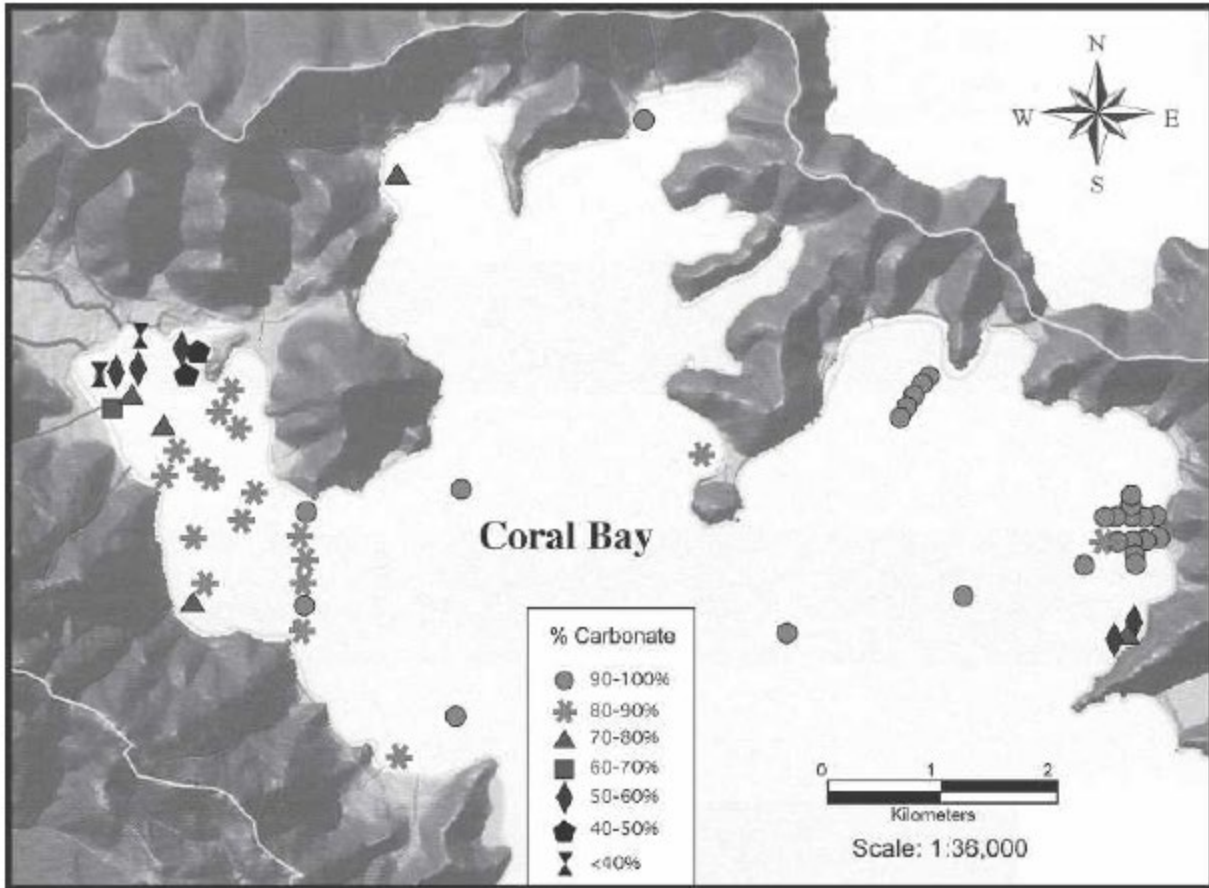 N
W E
S
Coral Bay
% Carbonate
90-100%
80-90%
70-80%
60-70%
50-60%
40-50%
<40%
0 1 2
Kilometers
Scale: 1:36,000